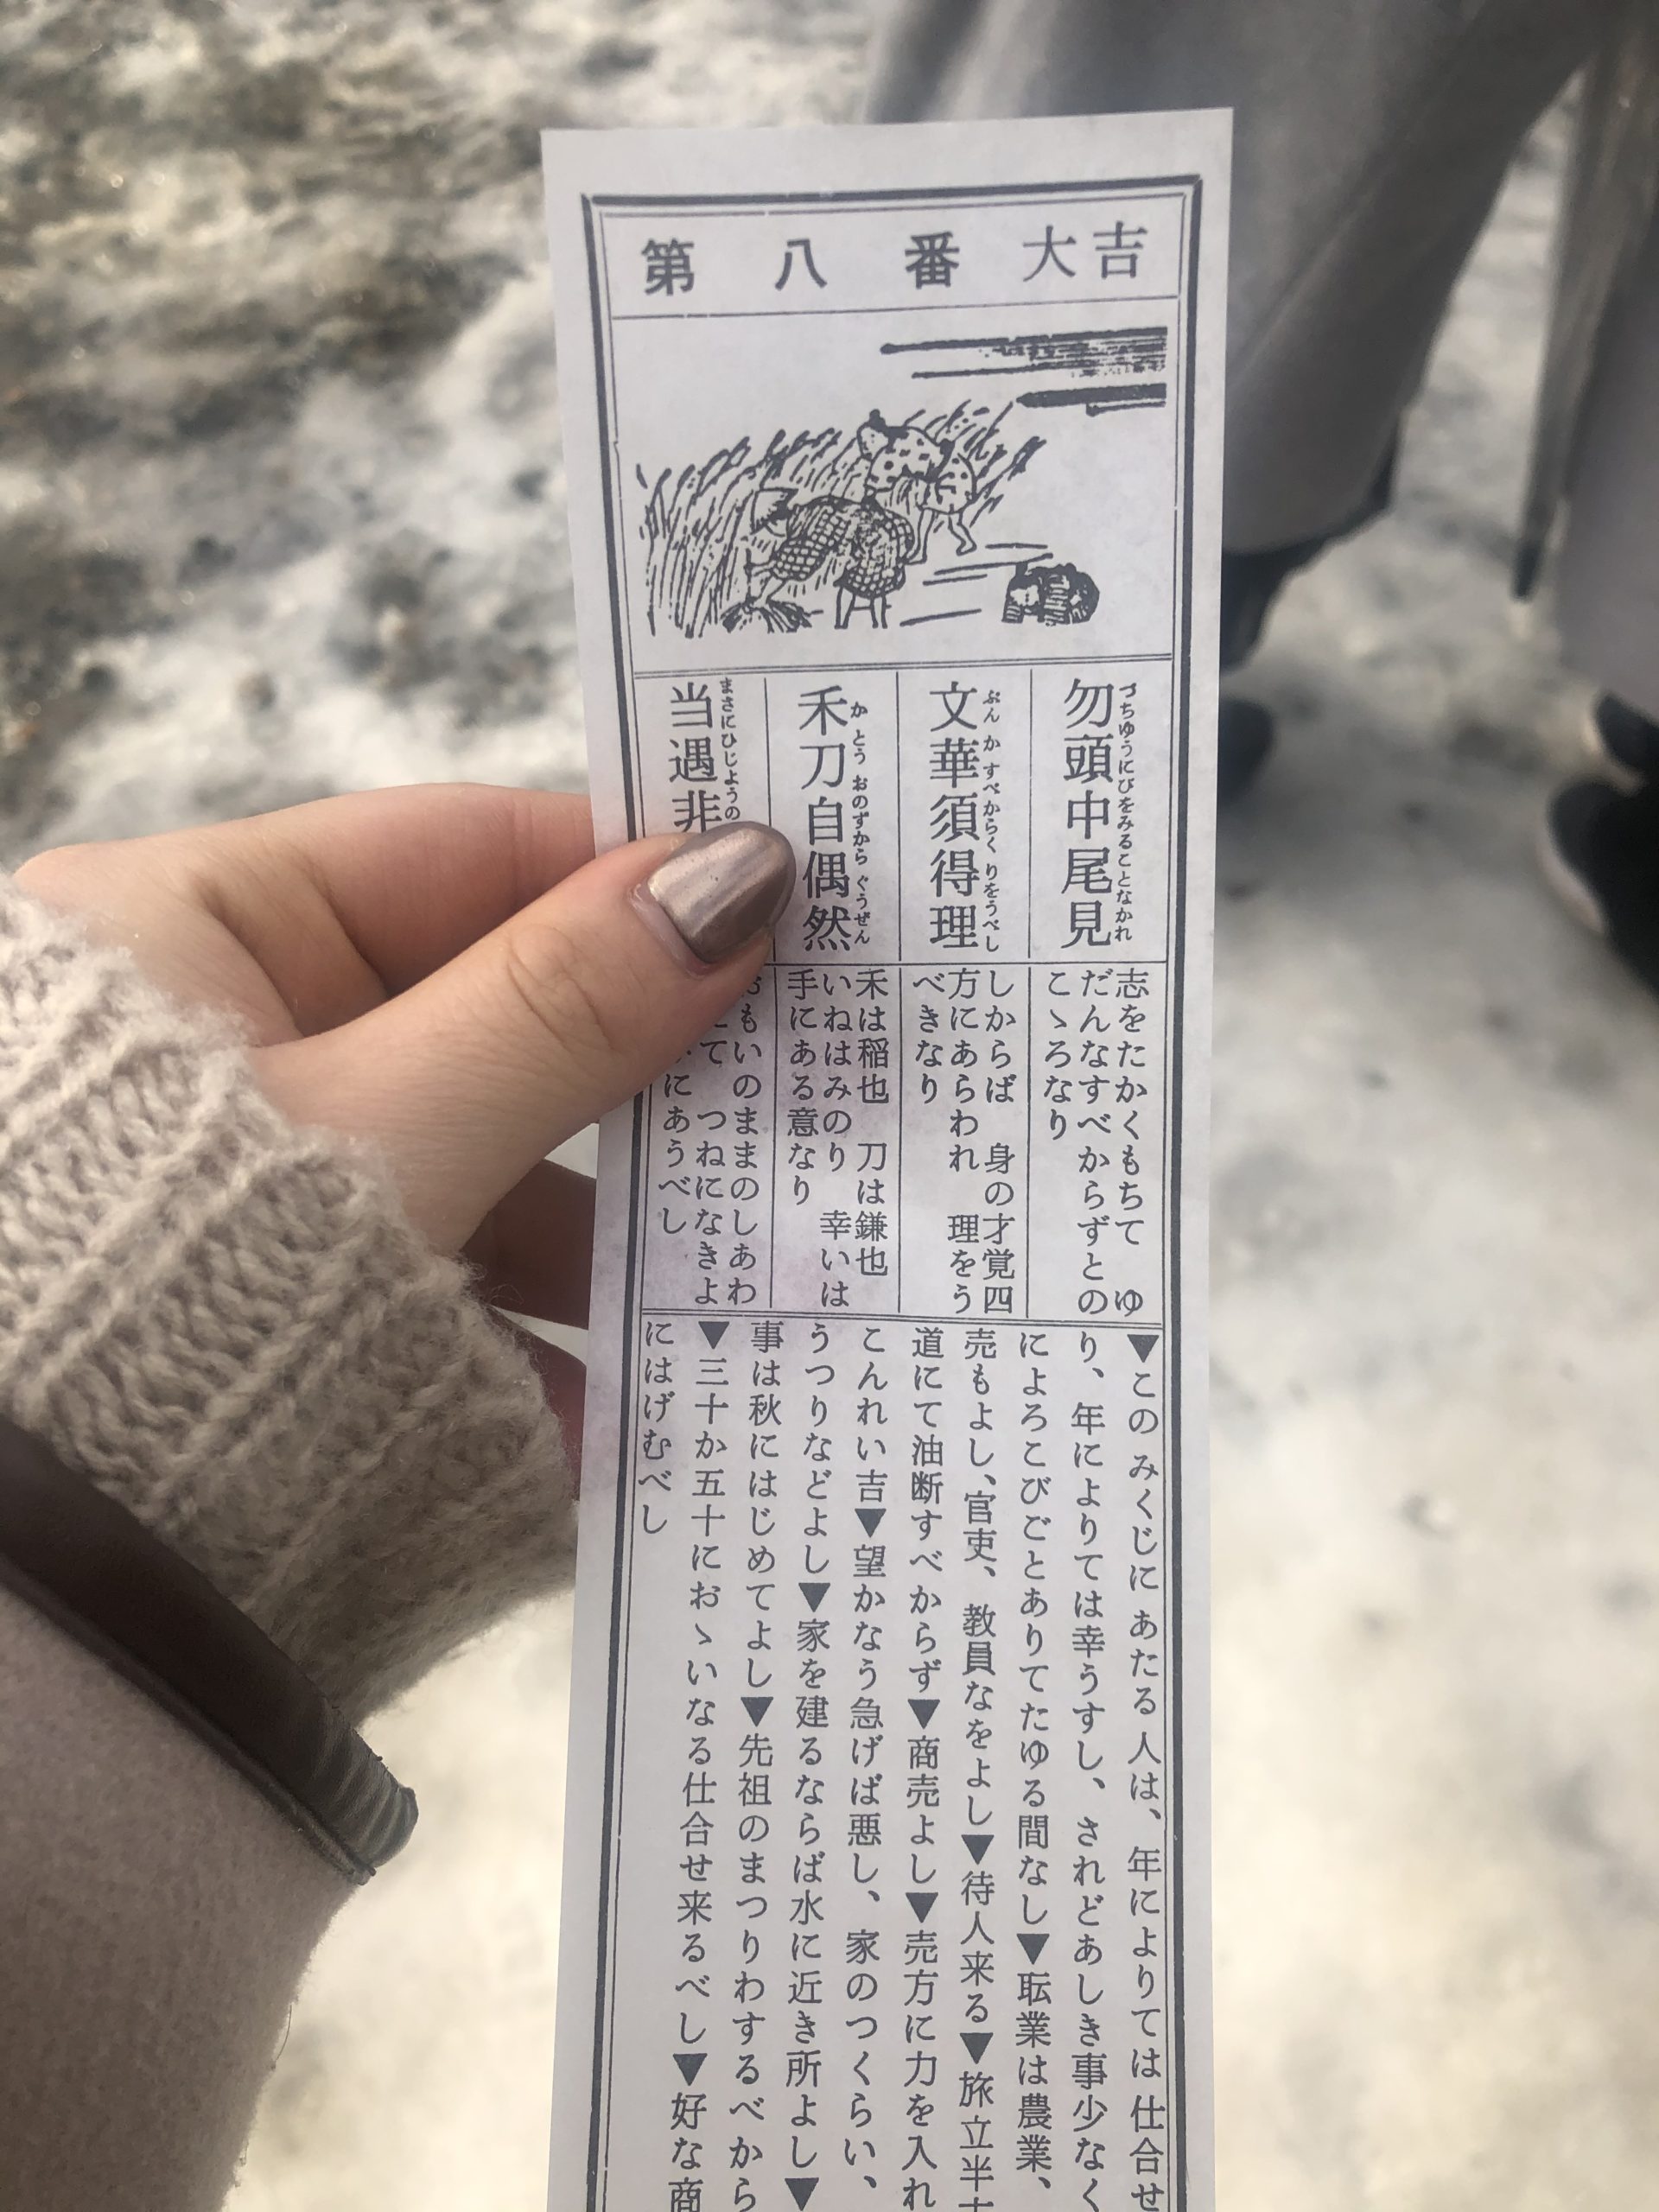 第八番 大吉
勿頭中尾見
づちゆうにびをみることなかれ
志をたかくもちて ゆ
だんなすべからずとの
こゝろなり
文華須得理
ぶんかすべからくりをうべし
しからば 身の才覚四
方にあらわれ 理をう
べきなり
禾刀自偶然
かとうおのずからぐうぜん
禾は稲也 刀は鎌也
いねはみのり 幸いは
手にある意なり
当遇非
まさにひじようの
おもいのままのしあわ
て つねになきよ
にあうべし
▼このみくじにあたる人は、年によりては仕合せ
り、年によりては幸うすし、されどあしき事少なく
によろこびごとありてたゆる間なし▼耺業は農業、
売もよし、官吏、教員なをよし▼待人来る▼旅立半吉
道にて油断すべからず▼商売よし▼売方に力を入れ
こんれい吉▼望かなう急げば悪し、家のつくらい、
うつりなどよし▼家を建るならば水に近き所よし▼
事は秋にはじめてよし▼先祖のまつりわするべから
▼三十か五十におゝいなる仕合せ来るべし▼好な商
にはげむべし